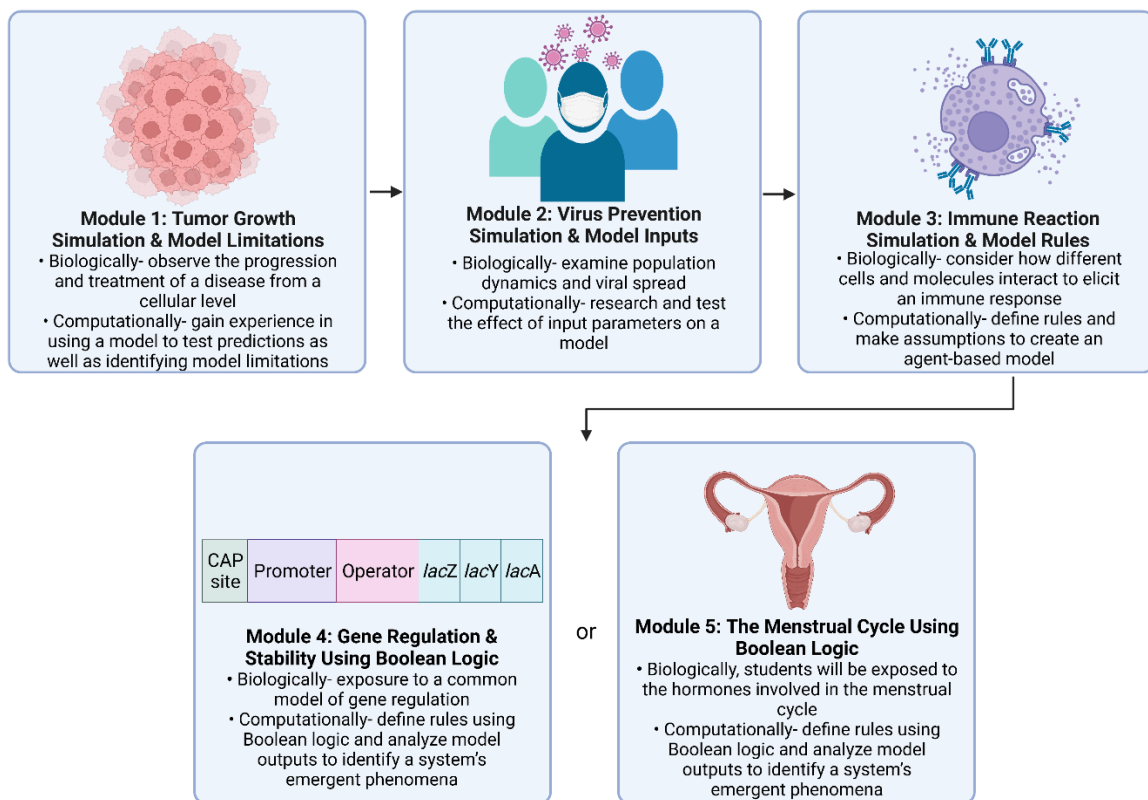 Module 1: Tumor Growth
Simulation & Model Limitations
• Biologically- observe the progression
and treatment of a disease from a
cellular level
• Computationally- gain experience in
using a model to test predictions as
well as identifying model limitations
Module 2: Virus Prevention
Simulation & Model Inputs
• Biologically- examine population
dynamics and viral spread
• Computationally- research and test
the effect of input parameters on a
model
Module 3: Immune Reaction
Simulation & Model Rules
• Biologically- consider how different
cells and molecules interact to elicit
an immune response
• Computationally- define rules and
make assumptions to create an
agent-based model
CAP
site
Promoter
Operator
lacZ
lacY
lacA
Module 4: Gene Regulation &
Stability Using Boolean Logic
• Biologically- exposure to a common
model of gene regulation
• Computationally- define rules using
Boolean logic and analyze model
outputs to identify a system's
emergent phenomena
or
Module 5: The Menstrual Cycle Using
Boolean Logic
• Biologically, students will be exposed to
the hormones involved in the menstrual
cycle
• Computationally- define rules using
Boolean logic and analyze model
outputs to identify a system's
emergent phenomena